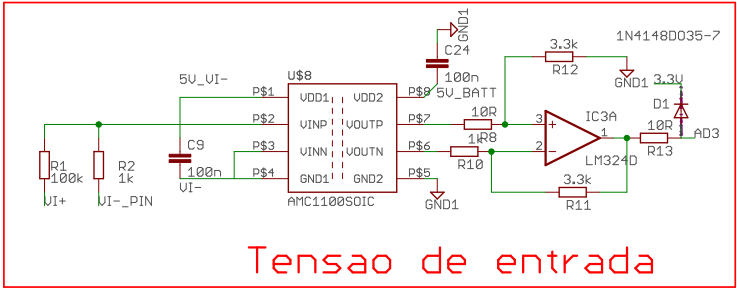 GND1
3.3k
1N4148DO35-7
C24
R12
5V_VI-
U$8
100n
GND1
3.3V
P$1
VDD1
VDD2
P$8
5V_BATT
10R
D1
IC3A
P$2
VINP
VOUTP
P$7
3
10R
R8
1
AD3
C9
P$3
VINN
VOUTN
P$6
1k
2
LM324D
R13
R1
R2
R10
100k
1k
100n
P$4
GND1
GND2
P$5
3.3k
VI-
VI+
VI-_PIN
AMC1100SOIC
GND1
R11
Tensao de entrada